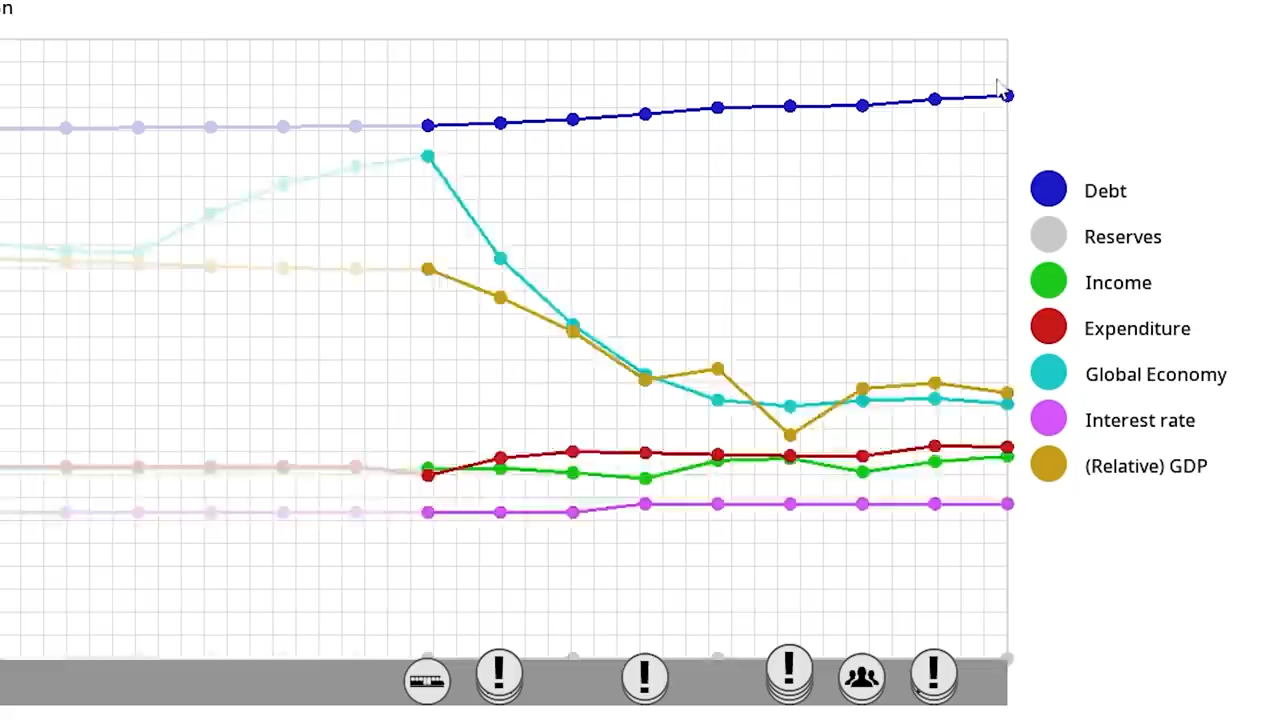 n
Debt
Reserves
Income
Expenditure
Global Economy
Interest rate
(Relative) GDP